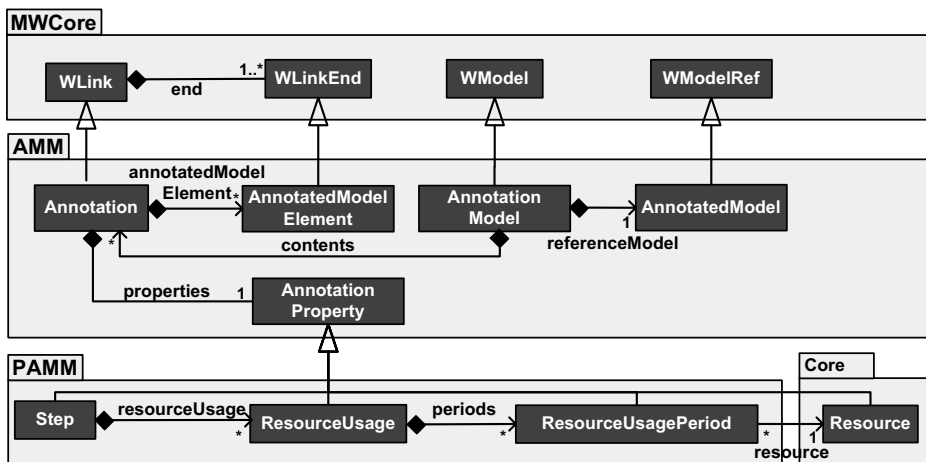 MWCore
WLink
1..*
end
WLinkEnd
WModel
WModelRef
AMM
annotatedModel
Element
*
Annotation
AnnotatedModel
Element
Annotation
Model
1
AnnotatedModel
referenceModel
*
contents
properties
1
Annotation
Property
PAMM
Core
Step
resourceUsage
*
ResourceUsage
periods
*
ResourceUsagePeriod
*
1
resource
Resource